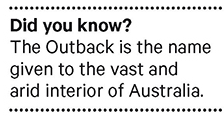 Did you know?
The Outback is the name
given to the vast and
arid interior of Australia.